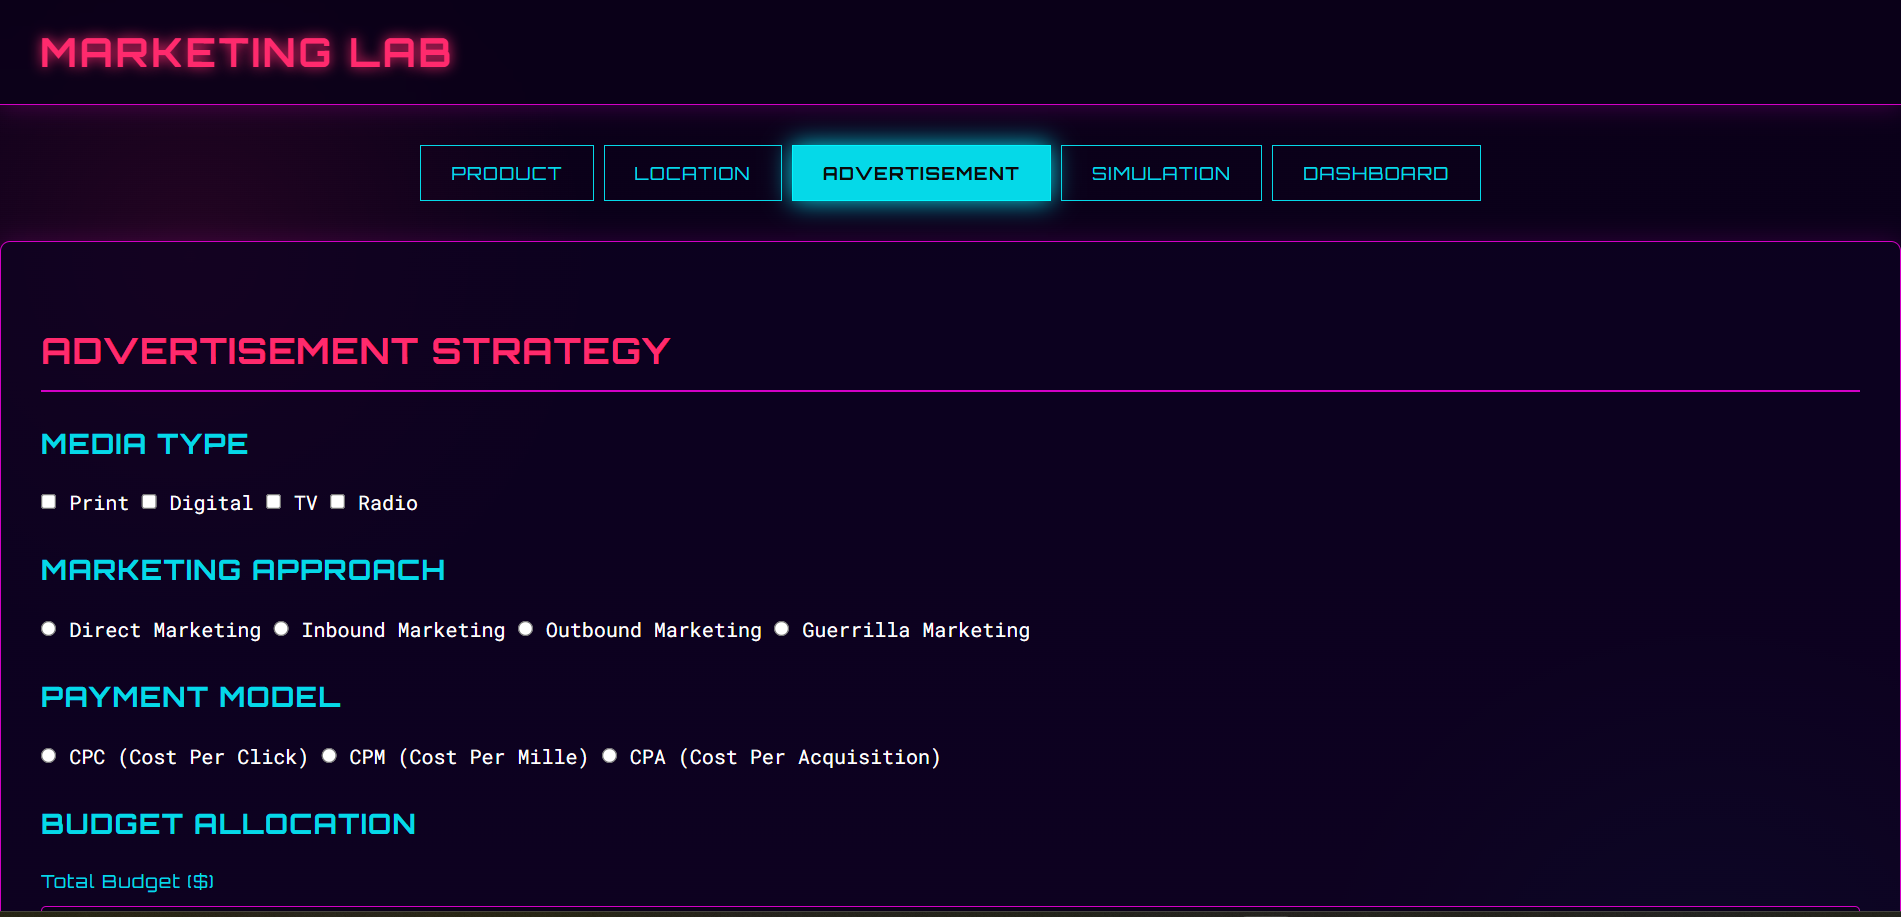 MARKETING LAB
PRODUCT LOCATION ADVERTISEMENT SIMULATION DASHBOARD
ADVERTISEMENT STRATEGY
MEDIA TYPE
Print Digital TV Radio
MARKETING APPROACH
Direct Marketing Inbound Marketing Outbound Marketing Guerrilla Marketing
PAYMENT MODEL
CPC (Cost Per Click) CPM (Cost Per Mille) CPA (Cost Per Acquisition)
BUDGET ALLOCATION
Total Budget ($)